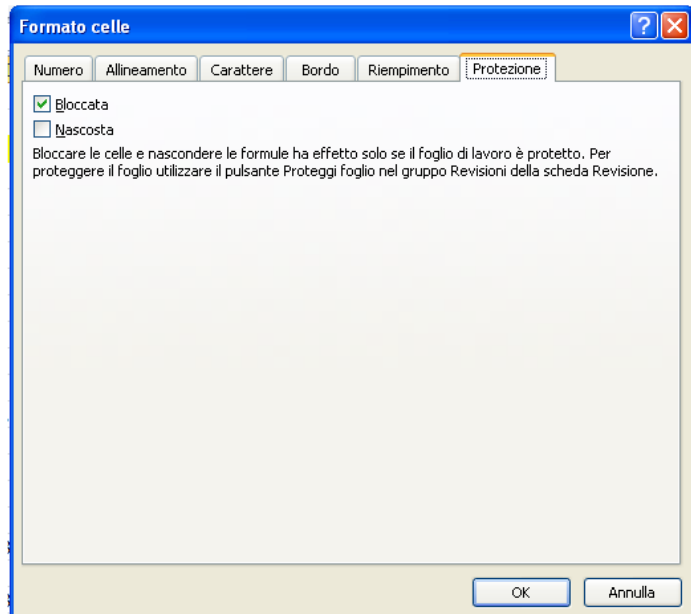 Formato celle
Numero Allineamento Carattere Bordo Riempimento Protezione
Bloccata
Nascosta
Bloccare le celle e nascondere le formule ha effetto solo se il foglio di lavoro è protetto. Per
proteggere il foglio utilizzare il pulsante Proteggi foglio nel gruppo Revisioni della scheda Revisione.
OK Annulla